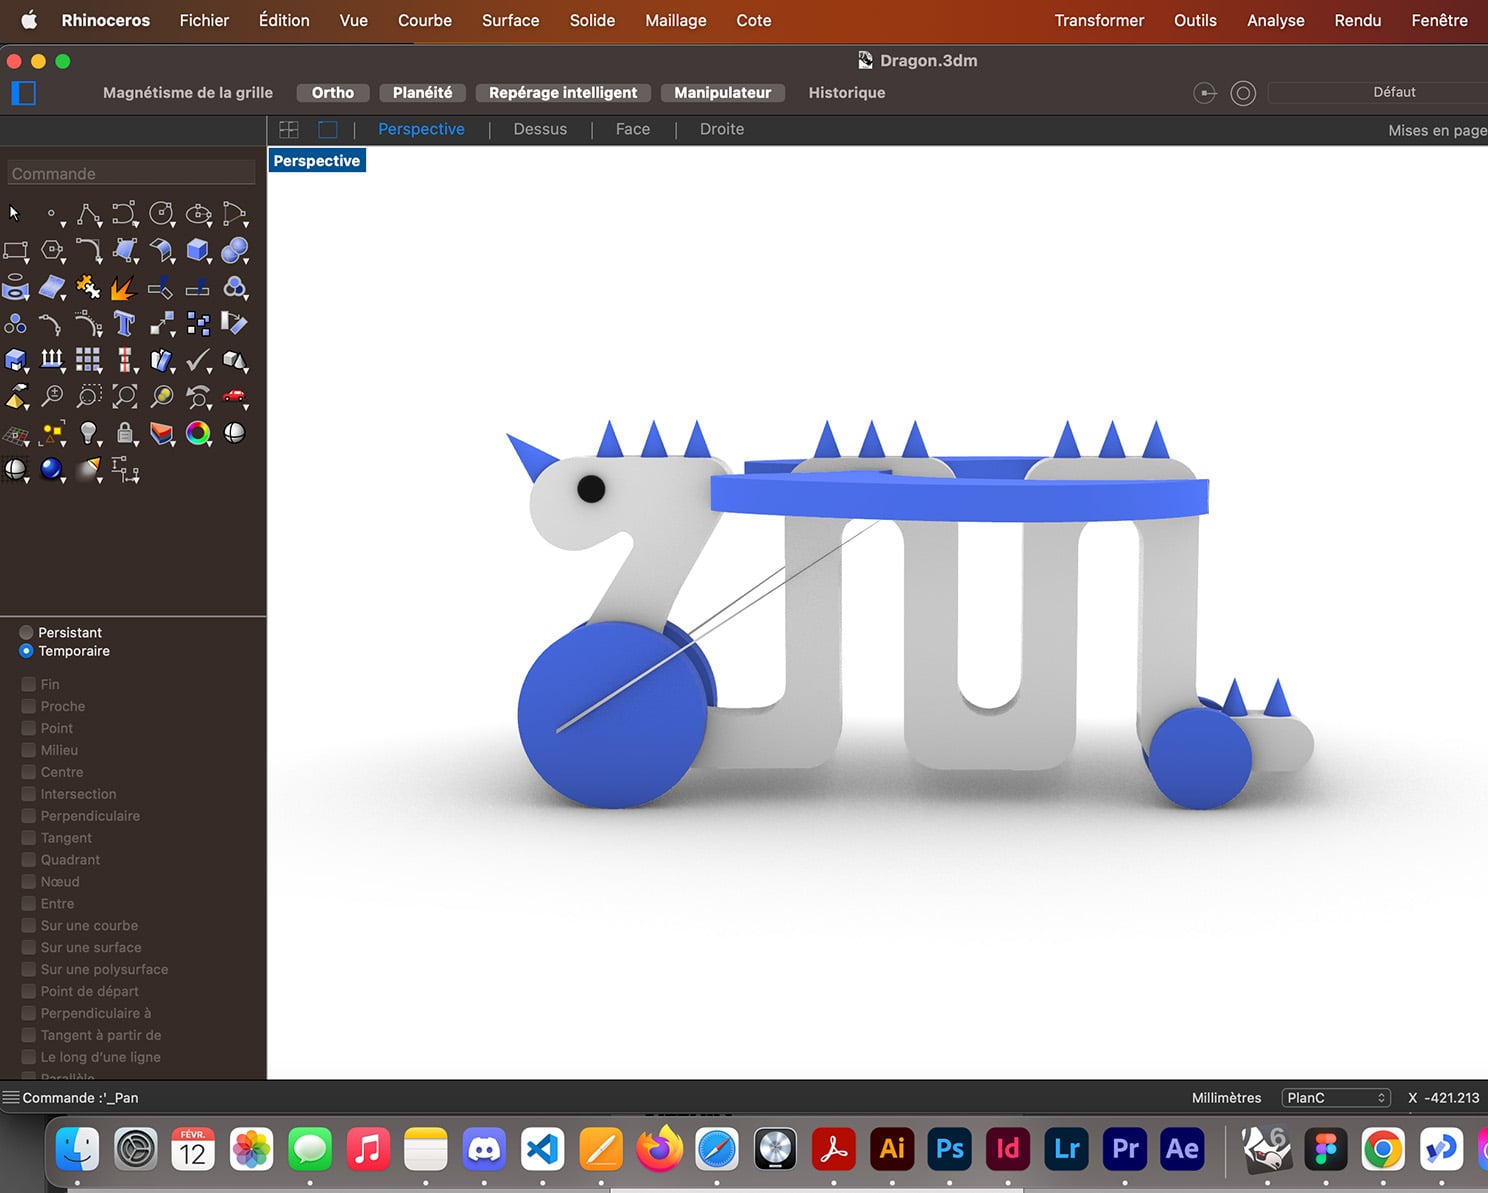 Rhinoceros Fichier Édition Vue Courbe Surface Solide Maillage Cote Transformer Outils Analyse Rendu Fenêtre
Dragon.3dm
Magnétisme de la grille Ortho Planéité Repérage intelligent Manipulateur Historique Défaut
Perspective Dessus Face Droite Mises en page
Perspective
Commande
Persistant
Temporaire
Fin
Proche
Point
Milieu
Centre
Intersection
Perpendiculaire
Tangent
Quadrant
Nœud
Entre
Sur une courbe
Sur une surface
Sur une polysurface
Point de départ
Perpendiculaire à
Tangent à partir de
Le long d'une ligne
Parallèle
Commande :'_Pan Millimètres PlanC X -421.213
FÉVR.
12
Ai Ps Id Lr Pr Ae 6